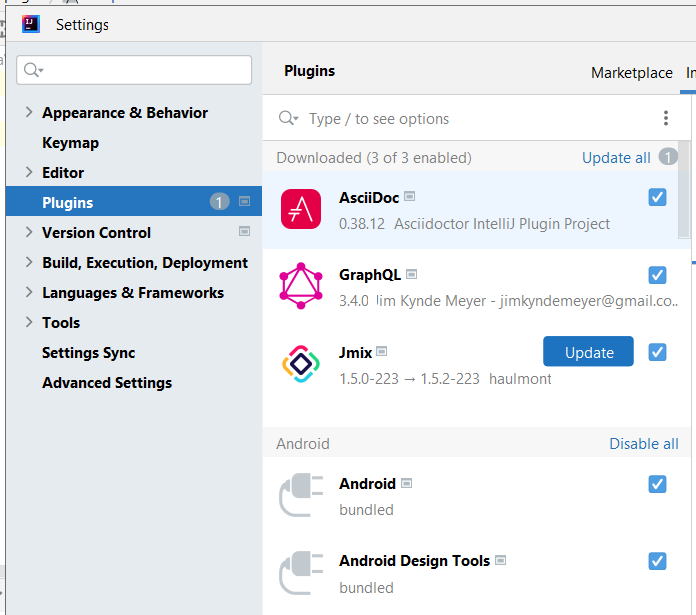 IJ
Settings
Plugins
Marketplace
Appearance & Behavior
Keymap
Editor
Plugins 1
Version Control
Build, Execution, Deployment
Languages & Frameworks
Tools
Settings Sync
Advanced Settings
Type / to see options
Downloaded (3 of 3 enabled) Update all 1
AsciiDoc
0.38.12 Asciidoctor IntelliJ Plugin Project
GraphQL
3.4.0 Jim Kynde Meyer - jimkyndemeyer@gmail.co..
Jmix Update
1.5.0-223 → 1.5.2-223 haulmont
Android Disable all
Android
bundled
Android Design Tools
bundled